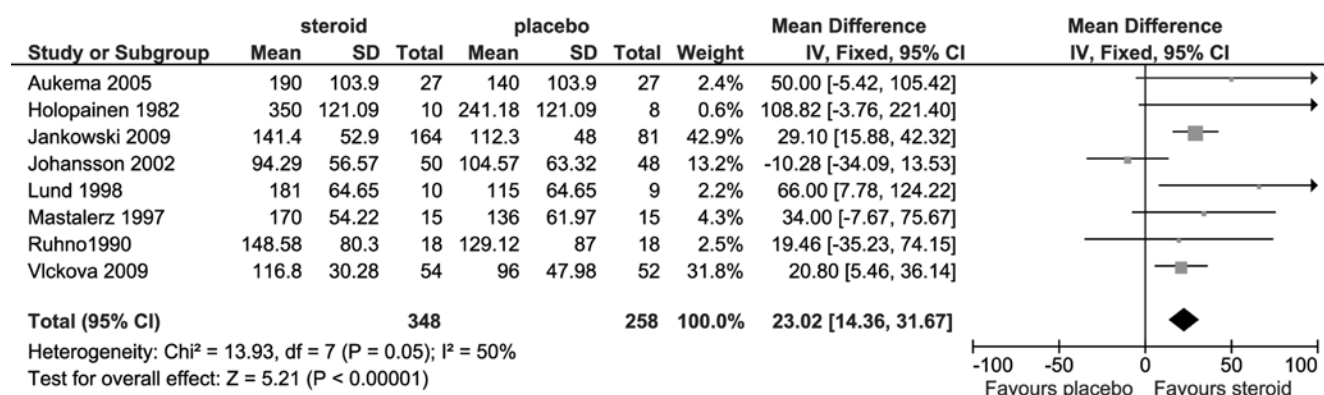 steroid placebo Mean Difference Mean Difference
Study or Subgroup Mean SD Total Mean SD Total Weight IV, Fixed, 95% CI IV, Fixed, 95% CI
Aukema 2005 190 103.9 27 140 103.9 27 2.4% 50.00 [-5.42, 105.42]
Holopainen 1982 350 121.09 10 241.18 121.09 8 0.6% 108.82 [-3.76, 221.40]
Jankowski 2009 141.4 52.9 164 112.3 48 81 42.9% 29.10 [15.88, 42.32]
Johansson 2002 94.29 56.57 50 104.57 63.32 48 13.2% -10.28 [-34.09, 13.53]
Lund 1998 181 64.65 10 115 64.65 9 2.2% 66.00 [7.78, 124.22]
Mastalerz 1997 170 54.22 15 136 61.97 15 4.3% 34.00 [-7.67, 75.67]
Ruhno1990 148.58 80.3 18 129.12 87 18 2.5% 19.46 [-35.23, 74.15]
Vlckova 2009 116.8 30.28 54 96 47.98 52 31.8% 20.80 [5.46, 36.14]
Total (95% CI) 348 258 100.0% 23.02 [14.36, 31.67]
Heterogeneity: Chi² = 13.93, df = 7 (P = 0.05); I² = 50%
Test for overall effect: Z = 5.21 (P < 0.00001)
-100 -50 0 50 100
Favours placebo Favours steroid